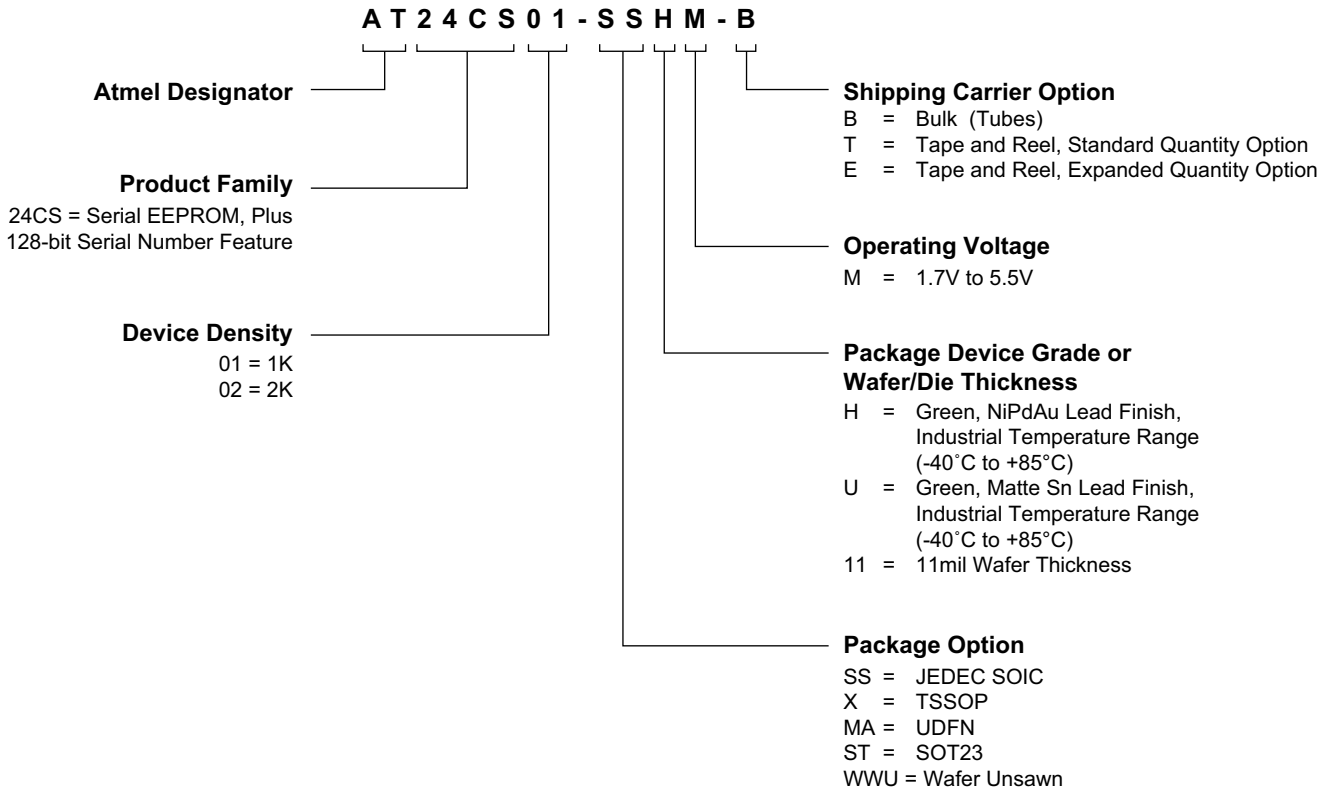 AT24CS01-SSHM-B
Atmel Designator
Product Family
24CS = Serial EEPROM, Plus
128-bit Serial Number Feature
Device Density
01 = 1K
02 = 2K
Shipping Carrier Option
B = Bulk (Tubes)
T = Tape and Reel, Standard Quantity Option
E = Tape and Reel, Expanded Quantity Option
Operating Voltage
M = 1.7V to 5.5V
Package Device Grade or
Wafer/Die Thickness
H = Green, NiPdAu Lead Finish,
Industrial Temperature Range
(-40˚C to +85°C)
U = Green, Matte Sn Lead Finish,
Industrial Temperature Range
(-40˚C to +85°C)
11 = 11mil Wafer Thickness
Package Option
SS = JEDEC SOIC
X = TSSOP
MA = UDFN
ST = SOT23
WWU = Wafer Unsawn